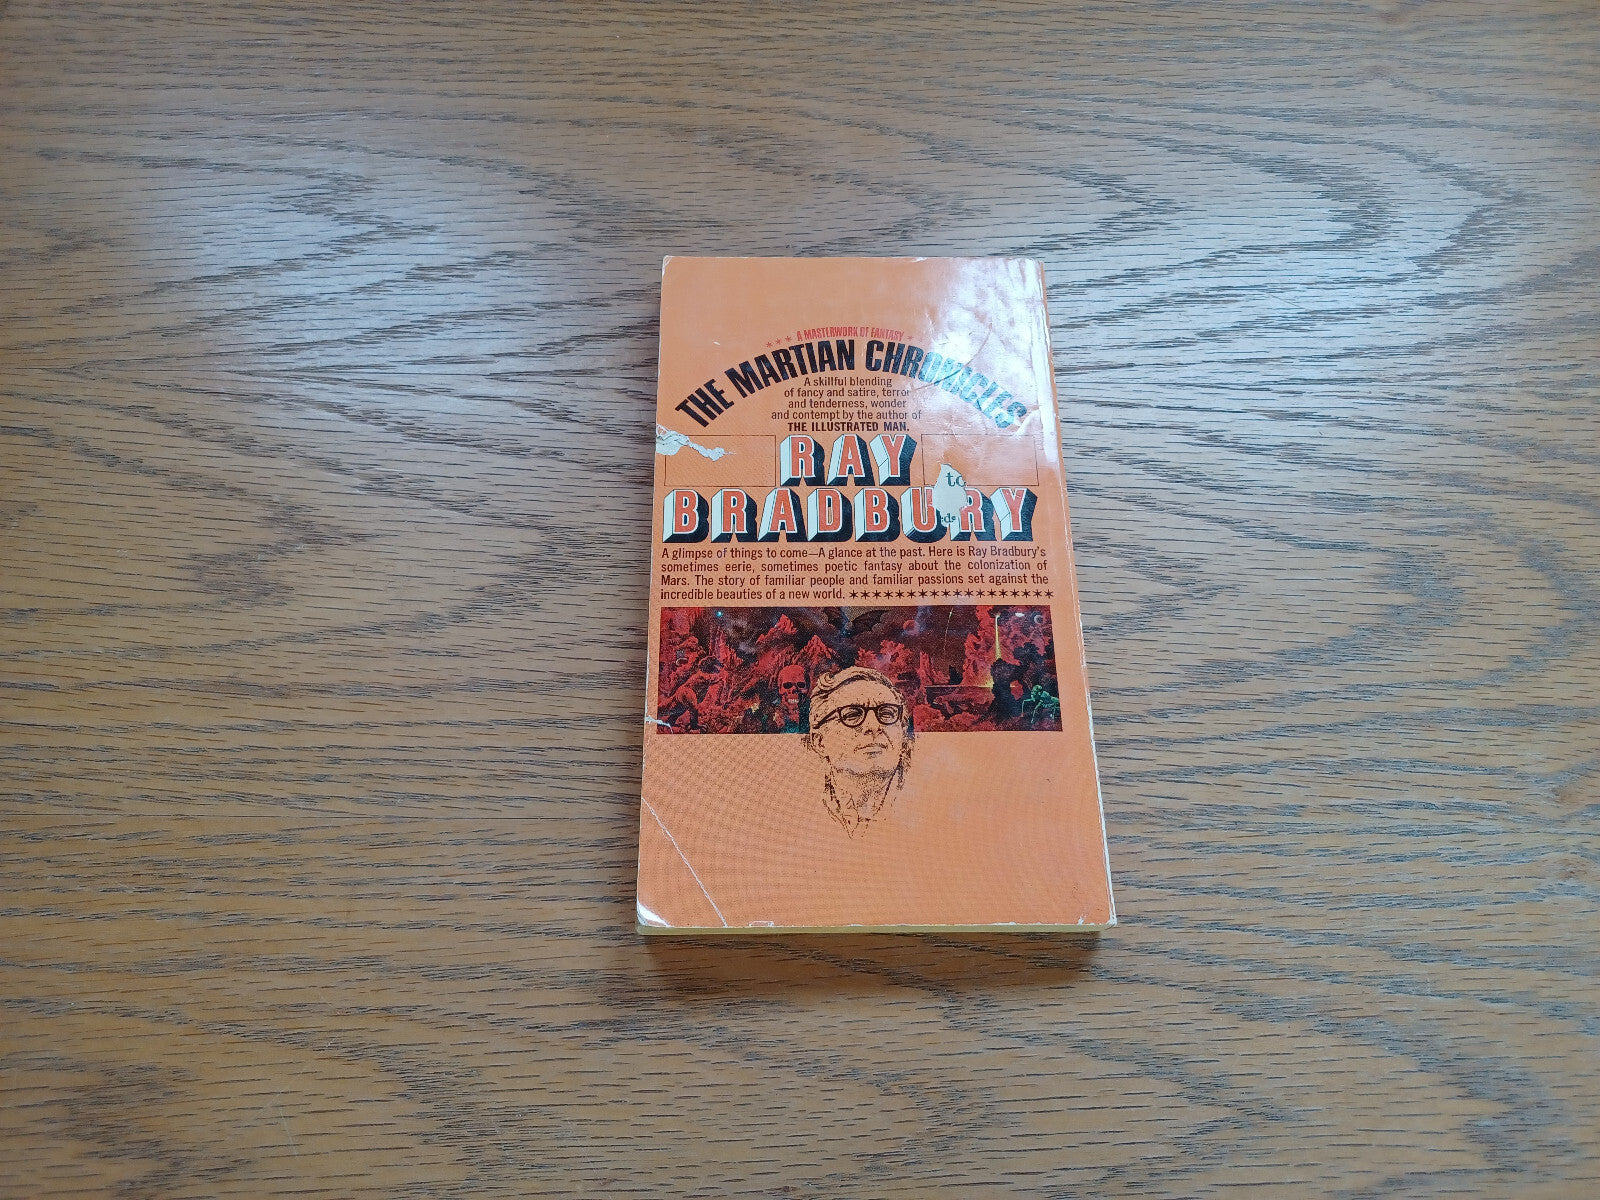 A MASTERWORK OF FANTASY
THE MARTIAN CHRONICLES
A skillful blending
of fancy and satire, terror
and tenderness, wonder
and contempt by the author of
THE ILLUSTRATED MAN.
RAY
to
BRADBURY
A glimpse of things to come—A glance at the past. Here is Ray Bradbury's
sometimes eerie, sometimes poetic fantasy about the colonization of
Mars. The story of familiar people and familiar passions set against the
incredible beauties of a new world. ******************